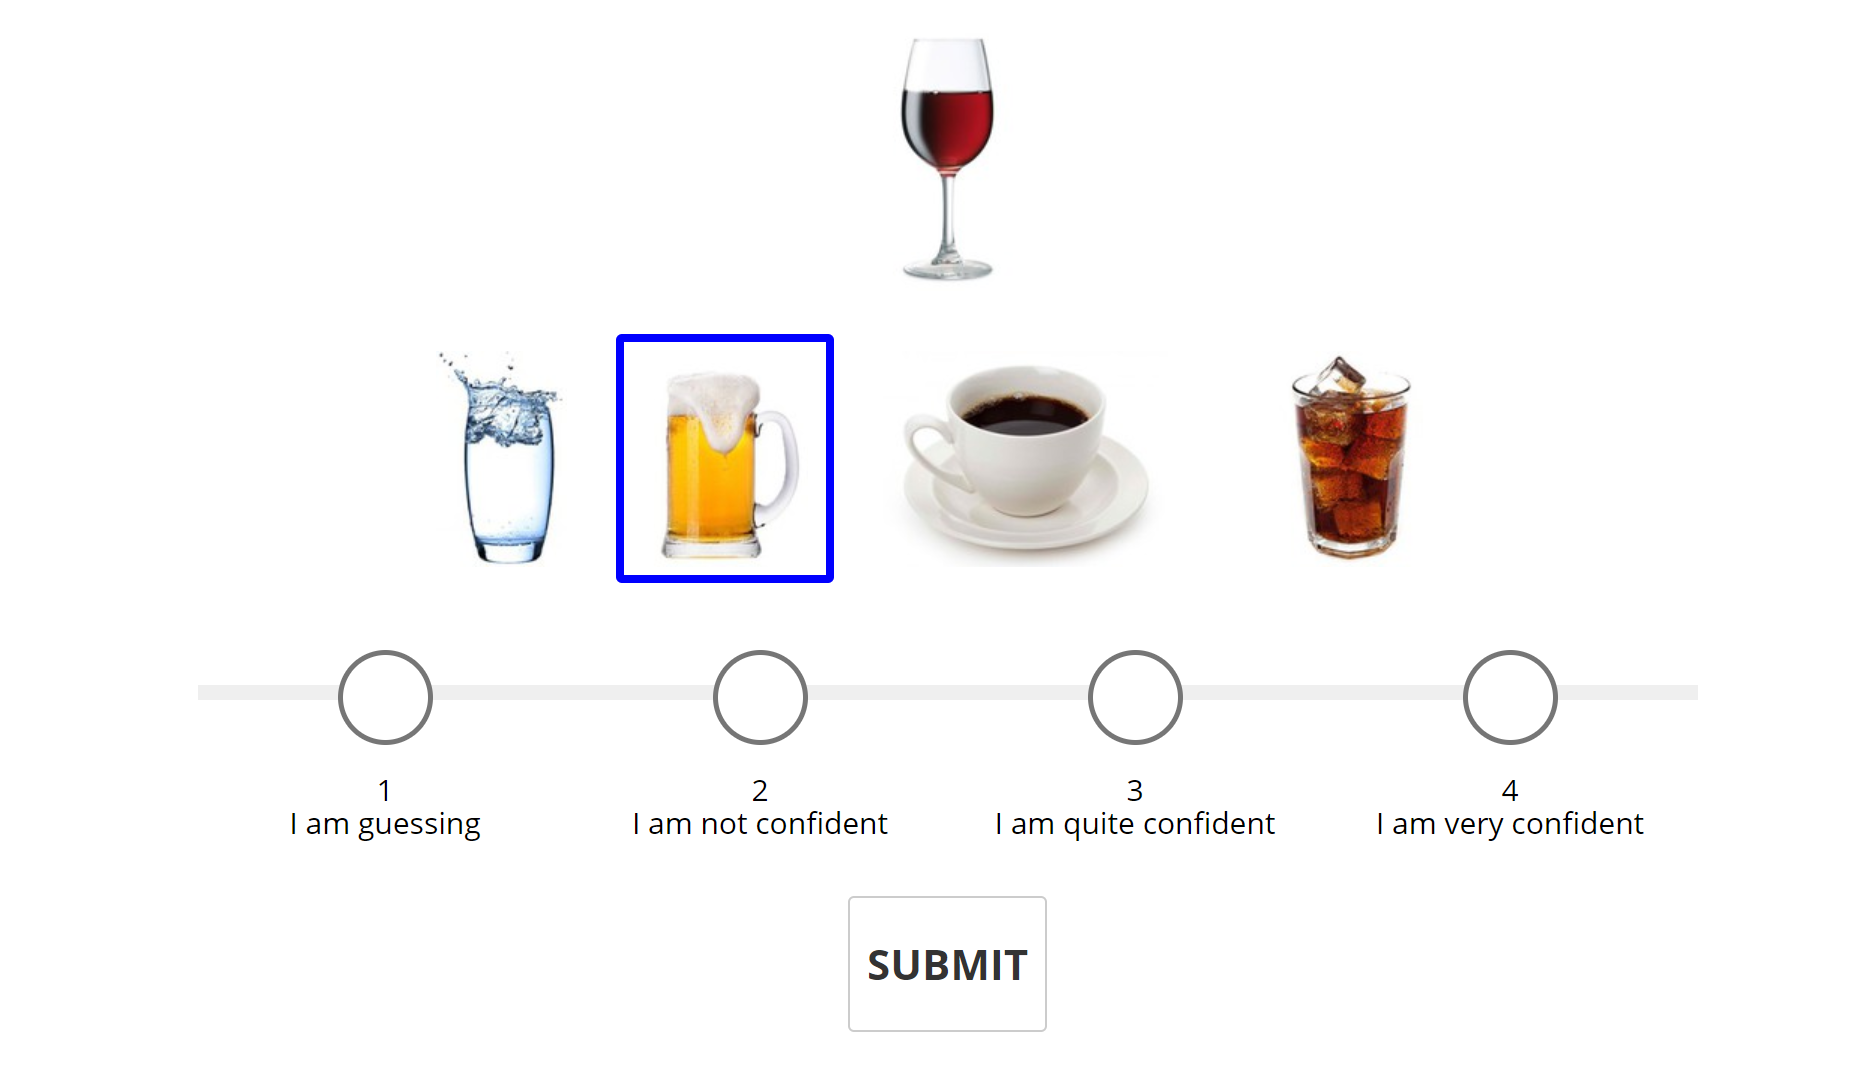 1
I am guessing
2
I am not confident
3
I am quite confident
4
I am very confident
SUBMIT